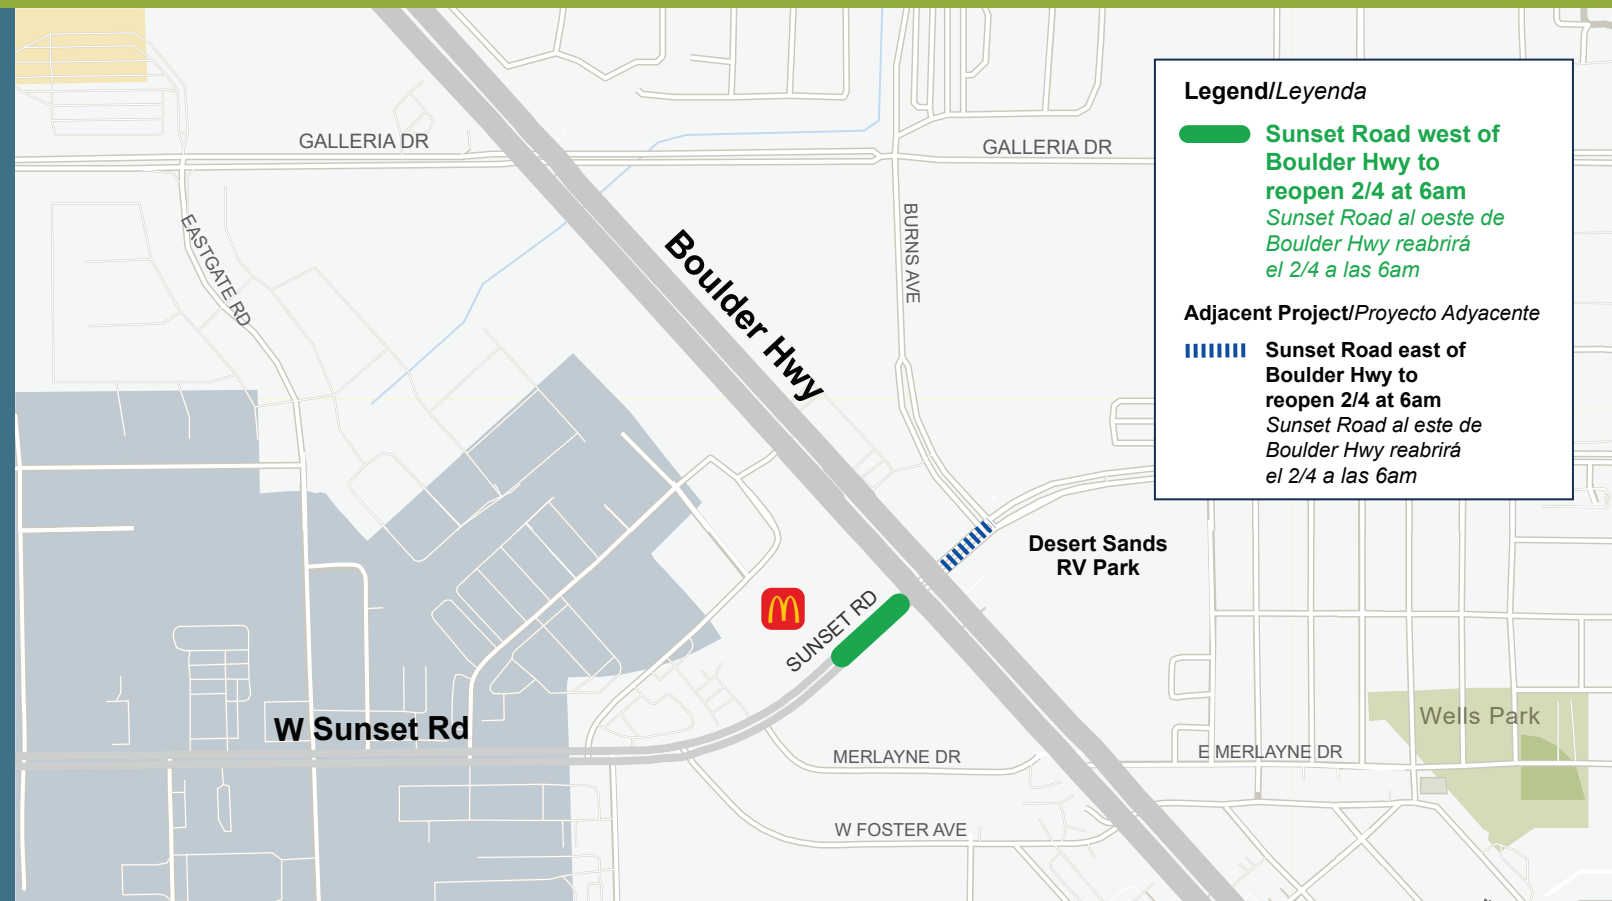 GALLERIA DR
GALLERIA DR
EASTGATE RD
BURNS AVE
Boulder Hwy
Legend/Leyenda
Sunset Road west of
Boulder Hwy to
reopen 2/4 at 6am
Sunset Road al oeste de
Boulder Hwy reabrirá
el 2/4 a las 6am
Adjacent Project/Proyecto Adyacente
Sunset Road east of
Boulder Hwy to
reopen 2/4 at 6am
Sunset Road al este de
Boulder Hwy reabrirá
el 2/4 a las 6am
Desert Sands
RV Park
SUNSET RD
W Sunset Rd
Wells Park
MERLAYNE DR
E MERLAYNE DR
W FOSTER AVE